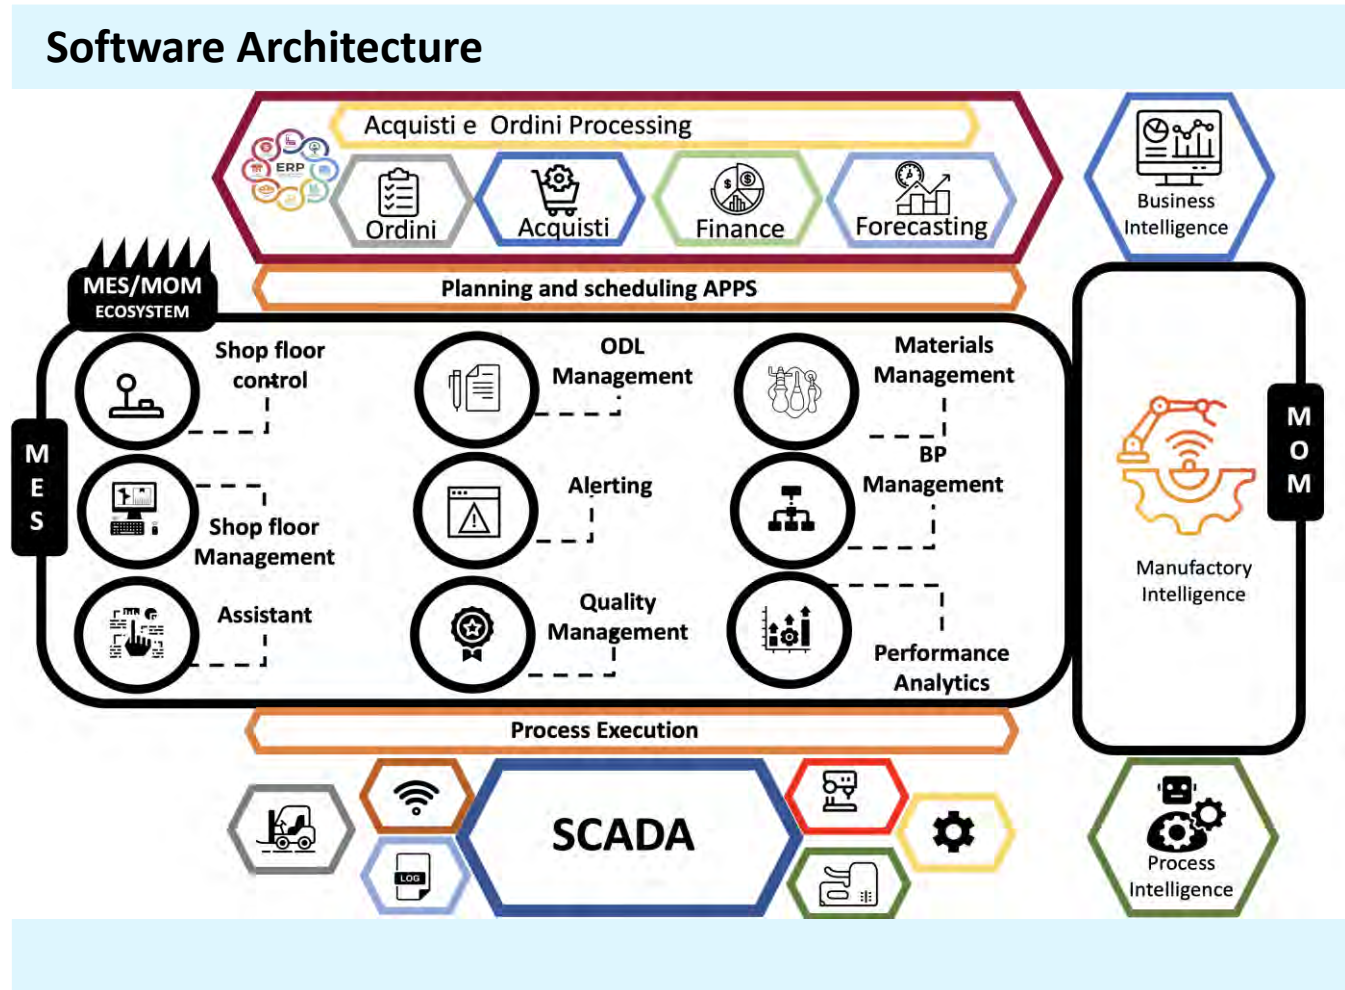 Software Architecture
Acquisti e Ordini Processing
ERP
Ordini
Acquisti
Finance
Forecasting
Business
Intelligence
MES/MOM
ECOSYSTEM
Planning and scheduling APPS
Shop floor
control
ODL
Management
Materials
Management
MES
Shop floor
Management
Alerting
BP
Management
Assistant
Quality
Management
Performance
Analytics
MOM
Manufactory
Intelligence
Process Execution
SCADA
LOG
Process
Intelligence